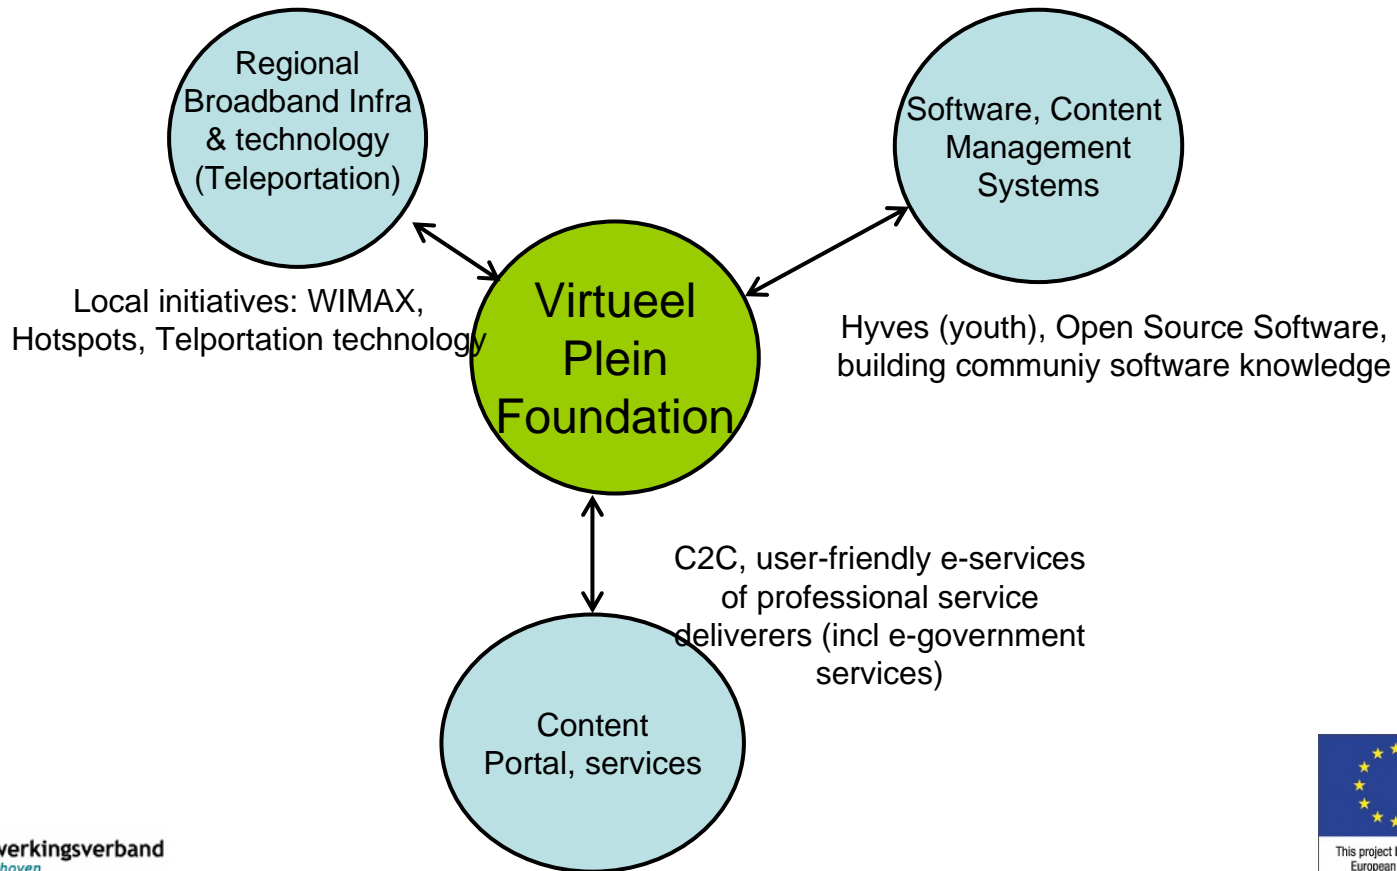 Regional
Broadband Infra
& technology
(Teleportation)
Software, Content
Management
Systems
Local initiatives: WIMAX,
Hotspots, Telportation technology
Virtueel
Plein
Foundation
Hyves (youth), Open Source Software,
building communiy software knowledge
C2C, user-friendly e-services
of professional service
deliverers (incl e-government
services)
Content
Portal, services
This project
European